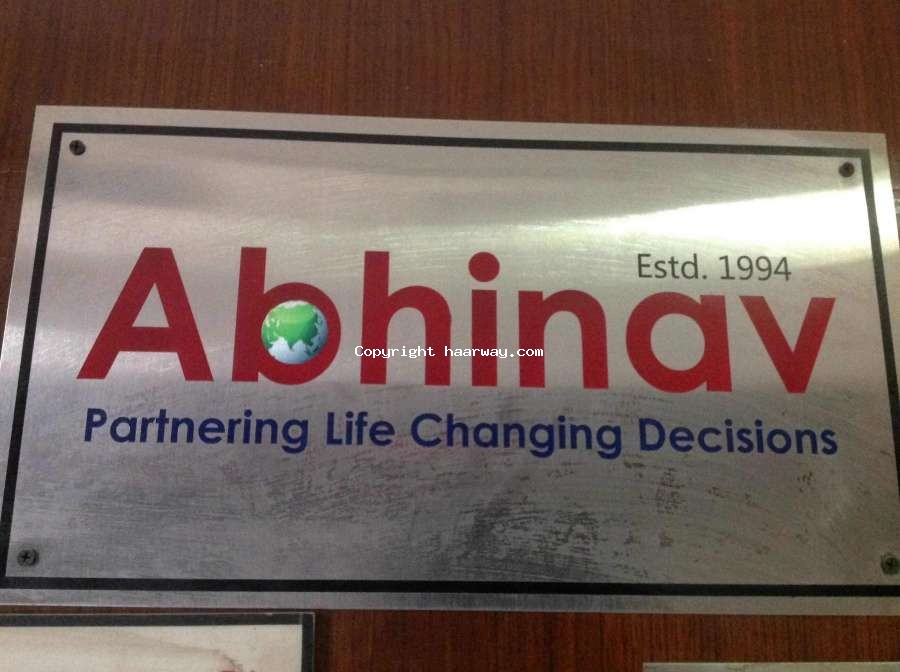 Estd. 1994
Abhinav
Copyright haarway.com
Partnering Life Changing Decisions